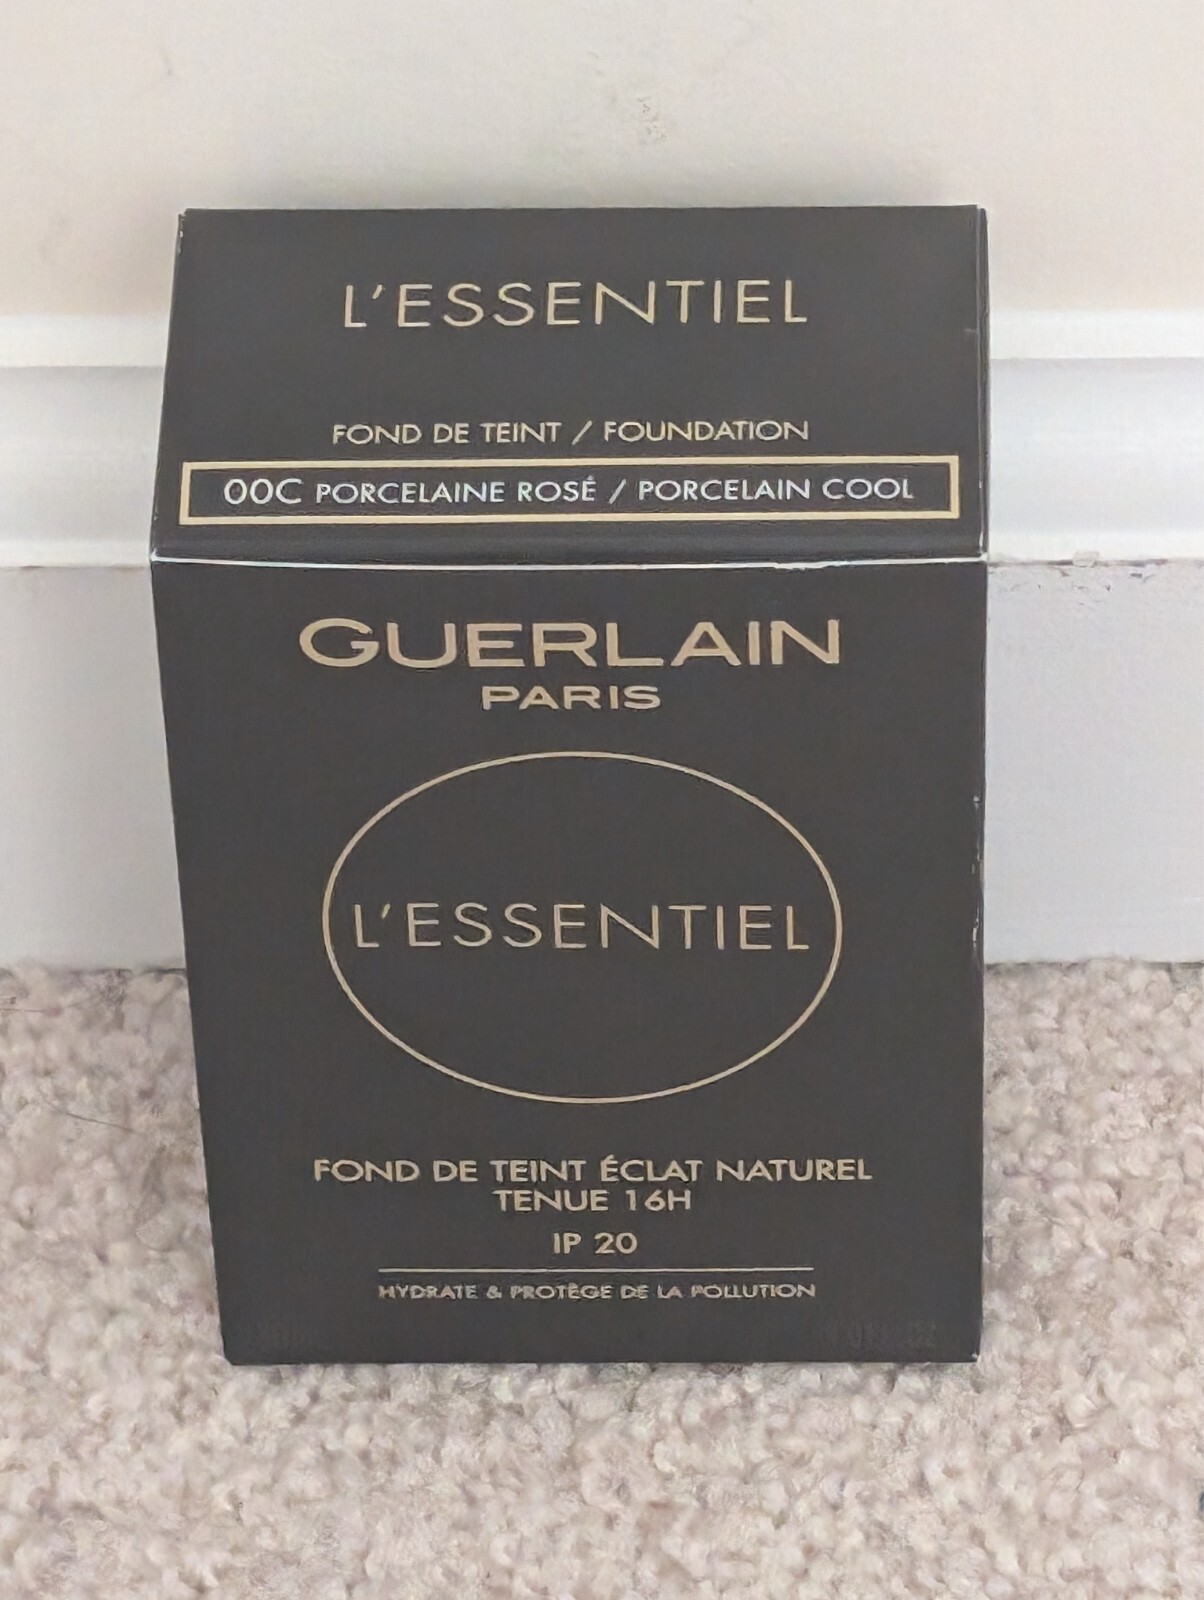 L'ESSENTIEL
FOND DE TEINT / FOUNDATION
00C PORCELAINE ROSÉ / PORCELAIN COOL
GUERLAIN
PARIS
L'ESSENTIEL
FOND DE TEINT ÉCLAT NATUREL
TENUE 16H
IP 20
HYDRATE & PROTÈGE DE LA POLLUTION